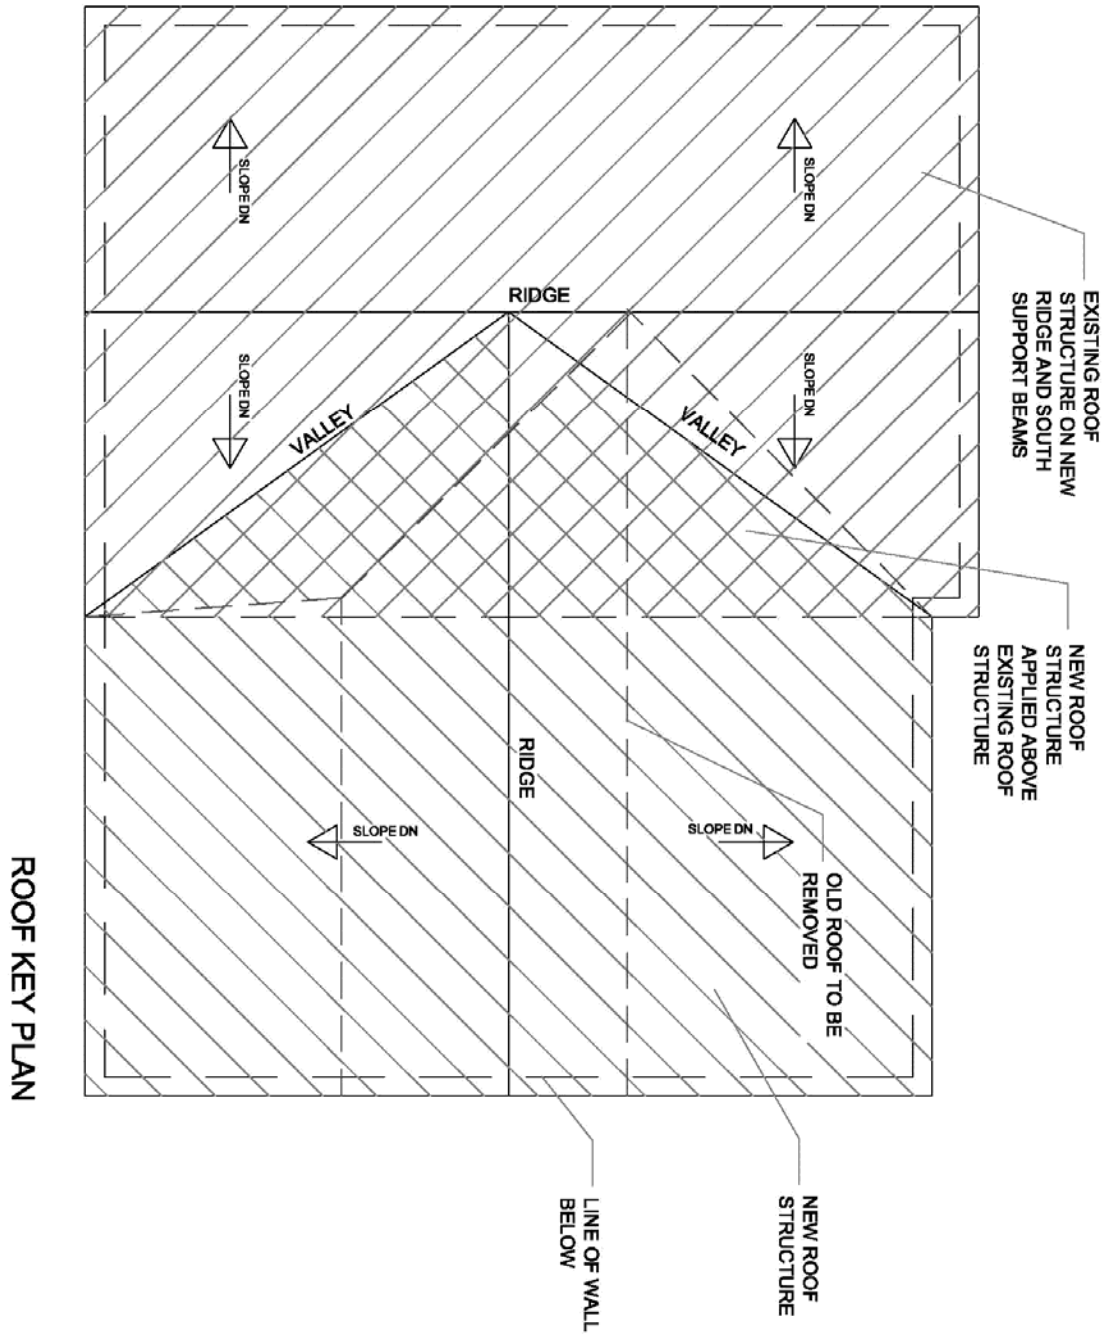 EXISTING ROOF
STRUCTURE ON NEW
RIDGE AND SOUTH
SUPPORT BEAMS
NEW ROOF
STRUCTURE
APPLIED ABOVE
EXISTING ROOF
STRUCTURE
SLOPE DN
SLOPE DN
RIDGE
SLOPE DN
SLOPE DN
VALLEY
VALLEY
RIDGE
SLOPE DN
SLOPE DN
OLD ROOF TO BE
REMOVED
NEW ROOF
STRUCTURE
LINE OF WALL
BELOW
ROOF KEY PLAN